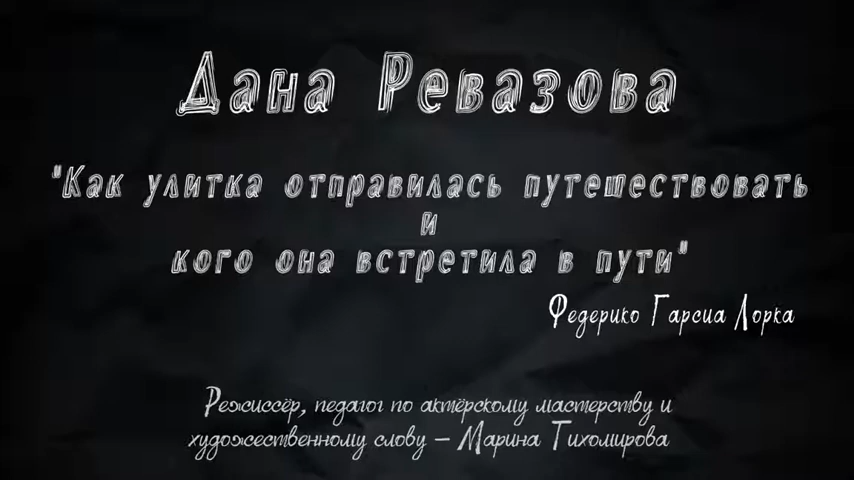 Дана Ревазова
"Как улитка отправилась путешествовать
и
кого она встретила в пути"
Федерико Гарсиа Лорка
Режиссёр, педагог по актёрскому мастерству и
художественному слову – Марина Тихомирова